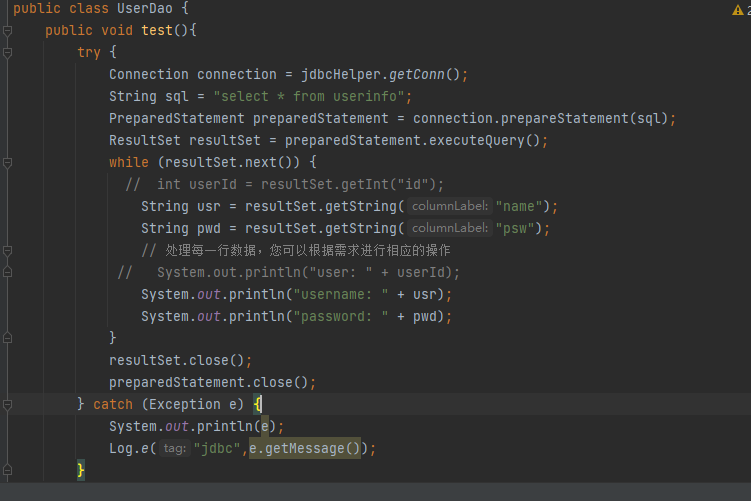 public class UserDao {
public void test(){
try {
Connection connection = jdbcHelper.getConn();
String sql = "select * from userinfo";
PreparedStatement preparedStatement = connection.prepareStatement(sql);
ResultSet resultSet = preparedStatement.executeQuery();
while (resultSet.next()) {
//  int userId = resultSet.getInt("id");
String usr = resultSet.getString( columnLabel: "name");
String pwd = resultSet.getString( columnLabel: "psw");
// 处理每一行数据，您可以根据需求进行相应的操作
//   System.out.println("user: " + userId);
System.out.println("username: " + usr);
System.out.println("password: " + pwd);
}
resultSet.close();
preparedStatement.close();
} catch (Exception e) {
System.out.println(e);
Log.e( tag: "jdbc",e.getMessage());
}